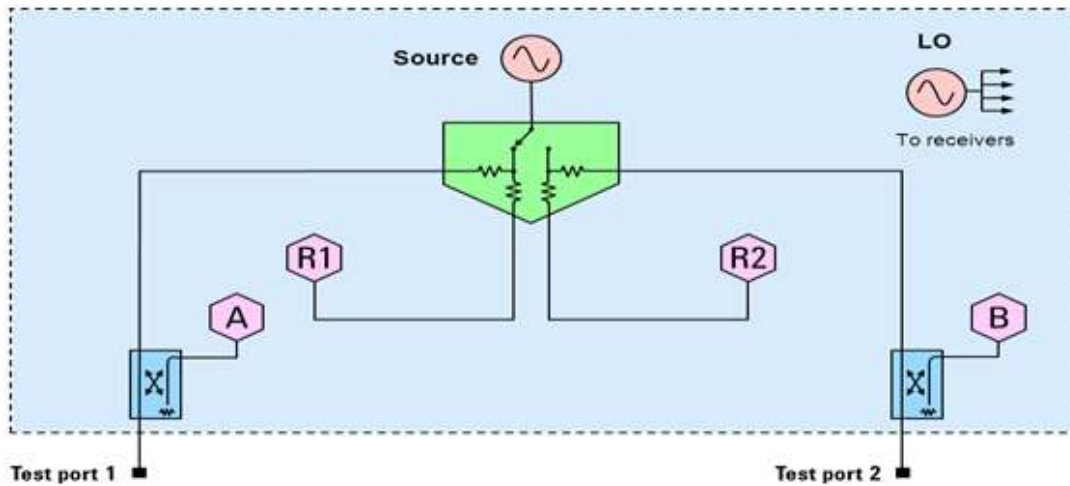 Source
LO
To receivers
R1
R2
A
B
Test port 1
Test port 2